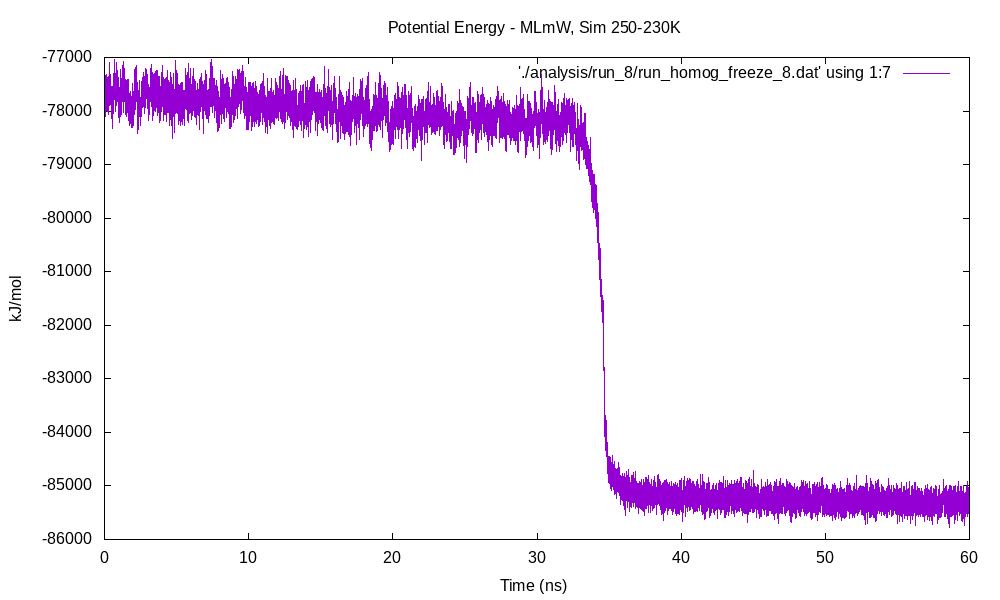 Potential Energy - MLmW, Sim 250-230K
'./analysis/run_8/run_homog_freeze_8.dat' using 1:7
kJ/mol
-77000
-78000
-79000
-80000
-81000
-82000
-83000
-84000
-85000
-86000
0 10 20 30 40 50 60
Time (ns)